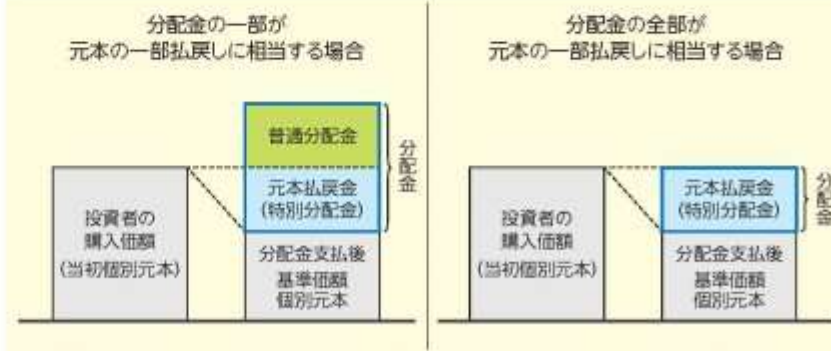 分配金の一部が
元本の一部払戻しに相当する場合
普通分配金
元本払戻金
(特別分配金)
分配金
投資者の
購入価額
(当初個別元本)
分配金支払後
基準価額
個別元本
分配金の全部が
元本の一部払戻しに相当する場合
元本払戻金
(特別分配金)
分配金
投資者の
購入価額
(当初個別元本)
分配金支払後
基準価額
個別元本